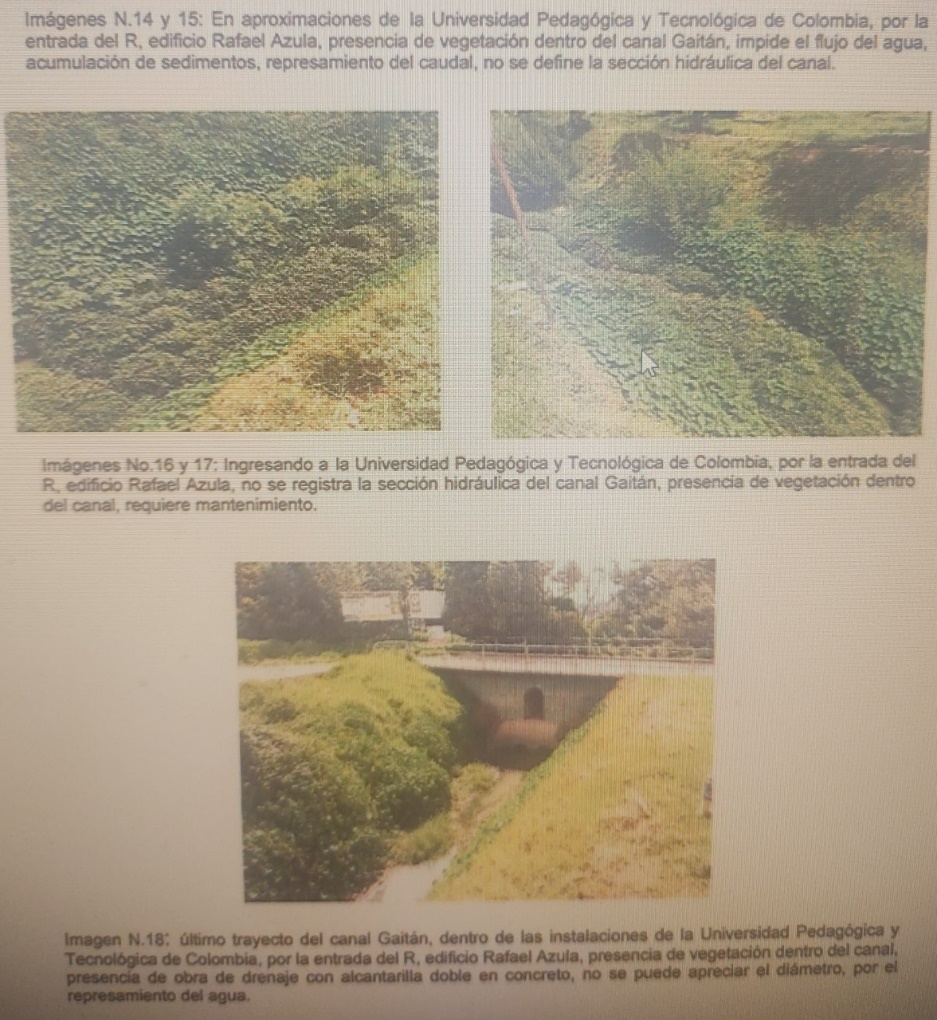 Imágenes N.14 y 15: En aproximaciones de la Universidad Pedagógica y Tecnológica de Colombia, por la
entrada del R, edificio Rafael Azula, presencia de vegetación dentro del canal Gaitán, impide el flujo del agua,
acumulación de sedimentos, represamiento del caudal, no se define la sección hidráulica del canal.
Imágenes No.16 y 17: Ingresando a la Universidad Pedagógica y Tecnológica de Colombia, por la entrada del
R, edificio Rafael Azula, no se registra la sección hidráulica del canal Gaitán, presencia de vegetación dentro
del canal, requiere mantenimiento.
Imagen N.18: último trayecto del canal Gaitán, dentro de las instalaciones de la Universidad Pedagógica y
Tecnológica de Colombia, por la entrada del R, edificio Rafael Azula, presencia de vegetación dentro del canal,
presencia de obra de drenaje con alcantarilla doble en concreto, no se puede apreciar el diámetro, por el
represamiento del agua.